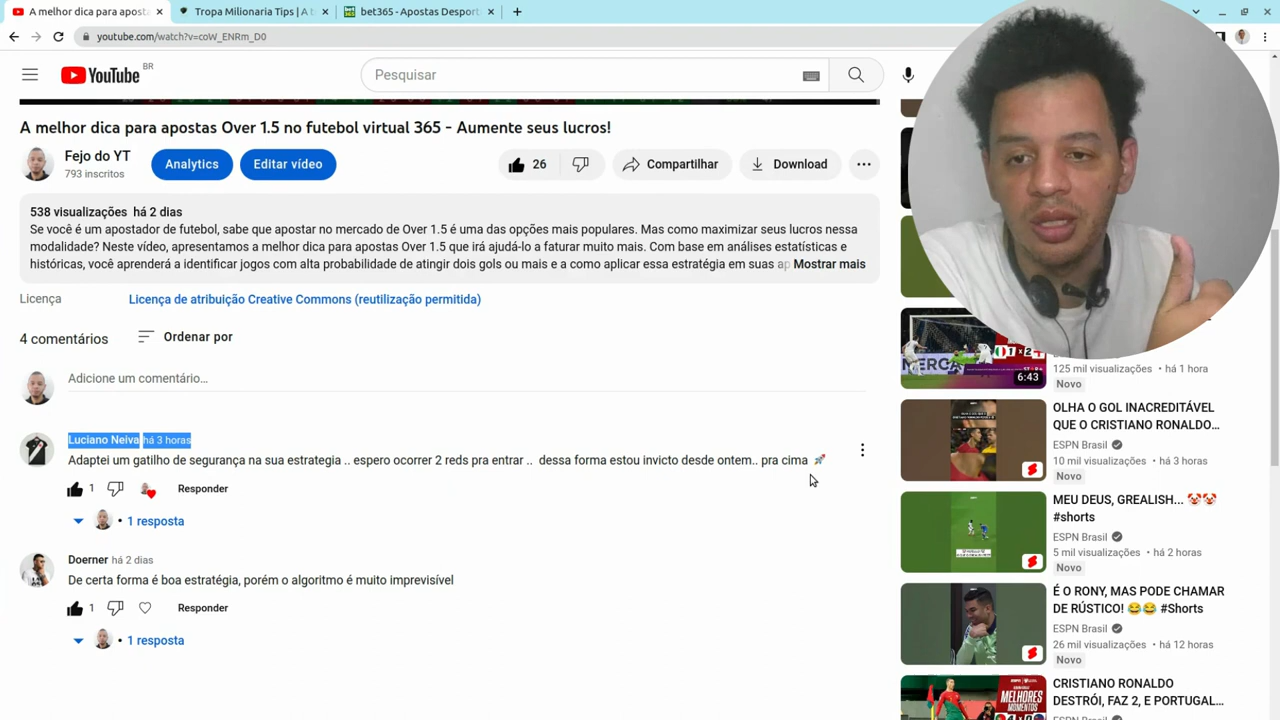 A melhor dica para aposta
Tropa Milionaria Tips | A t
bet365 - Apostas Desport
youtube.com/watch?v=coW_ENRm_D0
YouTube
BR
Pesquisar
A melhor dica para apostas Over 1.5 no futebol virtual 365 - Aumente seus lucros!
Fejo do YT
793 inscritos
Analytics
Editar vídeo
26
Compartilhar
Download
538 visualizações há 2 dias
Se você é um apostador de futebol, sabe que apostar no mercado de Over 1.5 é uma das opções mais populares. Mas como maximizar seus lucros nessa
modalidade? Neste vídeo, apresentamos a melhor dica para apostas Over 1.5 que irá ajudá-lo a faturar muito mais. Com base em análises estatísticas e
históricas, você aprenderá a identificar jogos com alta probabilidade de atingir dois gols ou mais e a como aplicar essa estratégia em suas ap Mostrar mais
Licença
Licença de atribuição Creative Commons (reutilização permitida)
4 comentários
Ordenar por
Adicione um comentário...
Luciano Neiva há 3 horas
Adaptei um gatilho de segurança na sua estrategia .. espero ocorrer 2 reds pra entrar .. dessa forma estou invicto desde ontem.. pra cima 🚀
1
Responder
• 1 resposta
Doerner há 2 dias
De certa forma é boa estratégia, porém o algoritmo é muito imprevisível
1
Responder
• 1 resposta
6:43
125 mil visualizações • há 1 hora
Novo
OLHA O GOL INACREDITÁVEL
QUE O CRISTIANO RONALDO...
ESPN Brasil
10 mil visualizações • há 3 horas
Novo
MEU DEUS, GREALISH... 🤡🤡
#shorts
ESPN Brasil
5 mil visualizações • há 2 horas
Novo
É O RONY, MAS PODE CHAMAR
DE RÚSTICO! 😂😂 #Shorts
ESPN Brasil
26 mil visualizações • há 12 horas
Novo
MELHORES
MOMENTOS
CRISTIANO RONALDO
DESTRÓI, FAZ 2, E PORTUGAL...